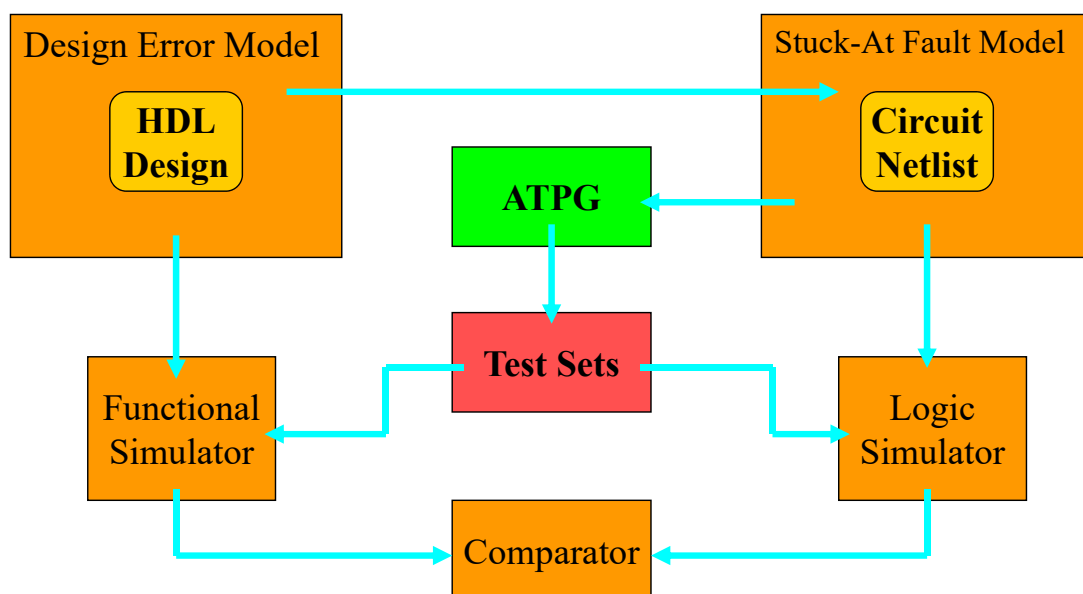 Design Error Model
HDL
Design
Stuck-At Fault Model
Circuit
Netlist
ATPG
Test Sets
Functional
Simulator
Logic
Simulator
Comparator